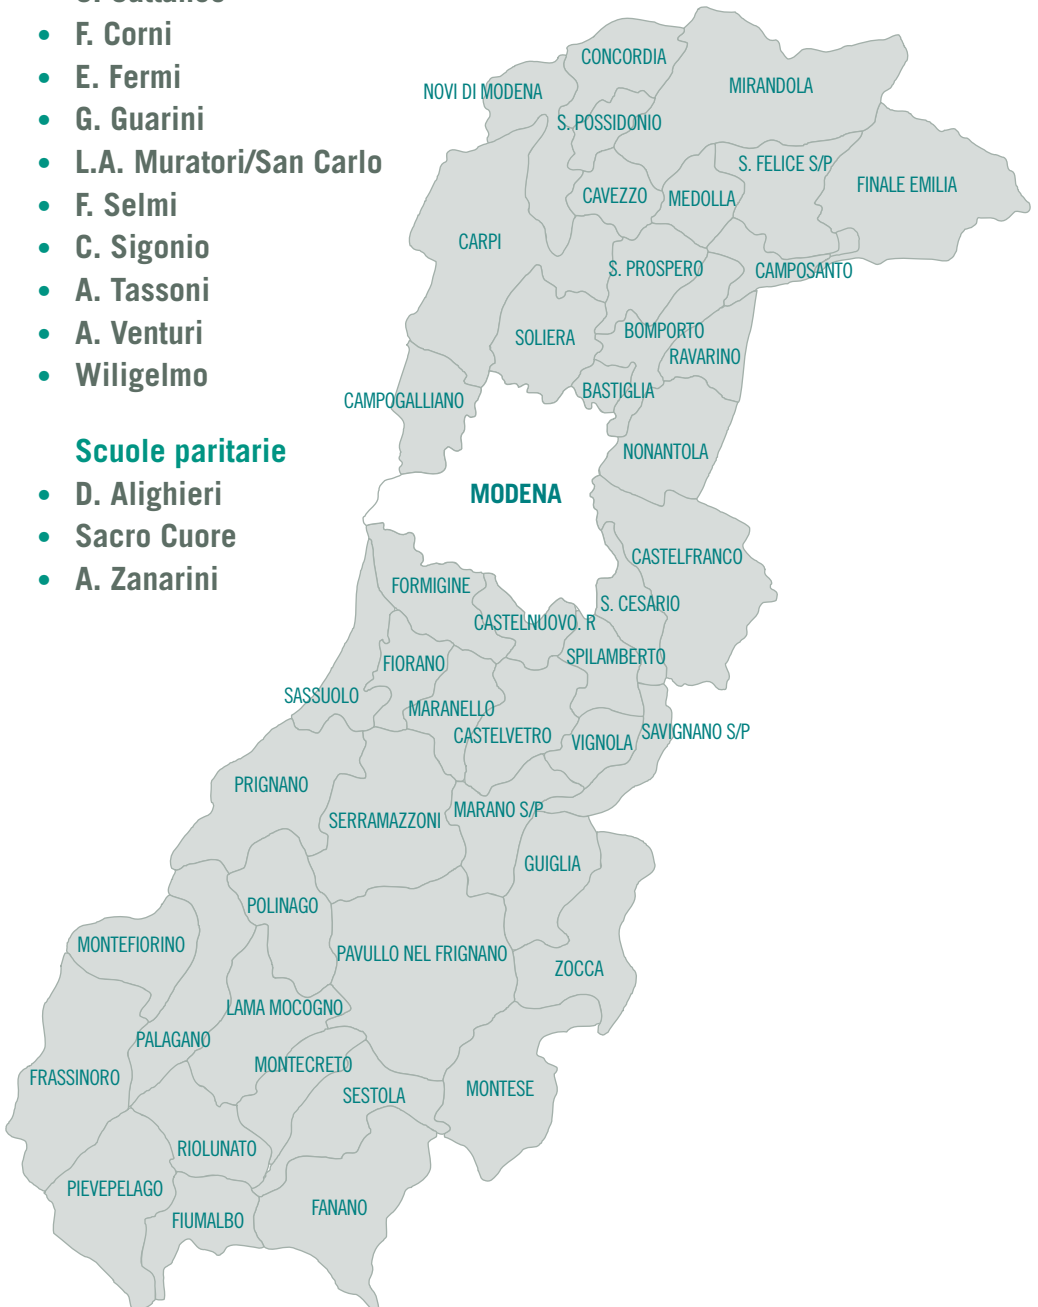 • F. Corni
• E. Fermi
• G. Guarini
• L.A. Muratori/San Carlo
• F. Selmi
• C. Sigonio
• A. Tassoni
• A. Venturi
• Wiligelmo
Scuole paritarie
• D. Alighieri
• Sacro Cuore
• A. Zanarini
CONCORDIA
MIRANDOLA
NOVI DI MODENA
S. POSSIDONIO
S. FELICE S/P
FINALE EMILIA
CAVEZZO
MEDOLLA
CARPI
S. PROSPERO
CAMPOSANTO
SOLIERA
BOMPORTO
RAVARINO
BASTIGLIA
CAMPOGALLIANO
NONANTOLA
MODENA
CASTELFRANCO
FORMIGINE
S. CESARIO
CASTELNUOVO. R
SPILAMBERTO
FIORANO
SASSUOLO
MARANELLO
CASTELVETRO
VIGNOLA
SAVIGNANO S/P
PRIGNANO
SERRAMAZZONI
MARANO S/P
GUIGLIA
POLINAGO
MONTEFIORINO
PAVULLO NEL FRIGNANO
ZOCCA
LAMA MOCOGNO
PALAGANO
MONTECRETO
FRASSINORO
SESTOLA
MONTESE
RIOLUNATO
PIEVEPELAGO
FIUMALBO
FANANO